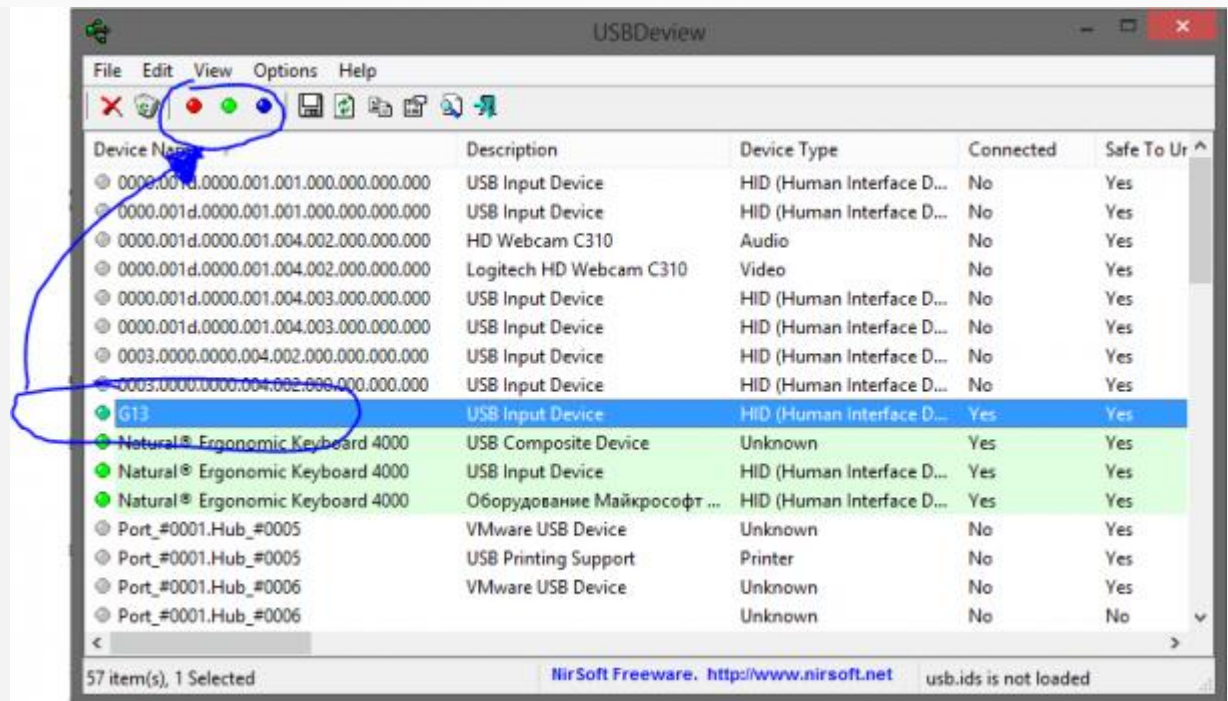 USBDeview
File Edit View Options Help
Device Name Description Device Type Connected Safe To Ur
0000.001d.0000.001.001.000.000.000.000 USB Input Device HID (Human Interface D... No Yes
0000.001d.0000.001.001.000.000.000.000 USB Input Device HID (Human Interface D... No Yes
0000.001d.0000.001.004.002.000.000.000 HD Webcam C310 Audio No Yes
0000.001d.0000.001.004.002.000.000.000 Logitech HD Webcam C310 Video No Yes
0000.001d.0000.001.004.003.000.000.000 USB Input Device HID (Human Interface D... No Yes
0000.001d.0000.001.004.003.000.000.000 USB Input Device HID (Human Interface D... No Yes
0003.0000.0000.004.002.000.000.000.000 USB Input Device HID (Human Interface D... No Yes
0003.0000.0000.004.002.000.000.000.000 USB Input Device HID (Human Interface D... No Yes
G13 USB Input Device HID (Human Interface D... Yes Yes
Natural® Ergonomic Keyboard 4000 USB Composite Device Unknown Yes Yes
Natural® Ergonomic Keyboard 4000 USB Input Device HID (Human Interface D... Yes Yes
Natural® Ergonomic Keyboard 4000 Оборудование Майкрософт ... HID (Human Interface D... Yes Yes
Port_#0001.Hub_#0005 VMware USB Device Unknown No Yes
Port_#0001.Hub_#0005 USB Printing Support Printer No Yes
Port_#0001.Hub_#0006 VMware USB Device Unknown No Yes
Port_#0001.Hub_#0006 Unknown No No
57 item(s), 1 Selected NirSoft Freeware. http://www.nirsoft.net usb.ids is not loaded